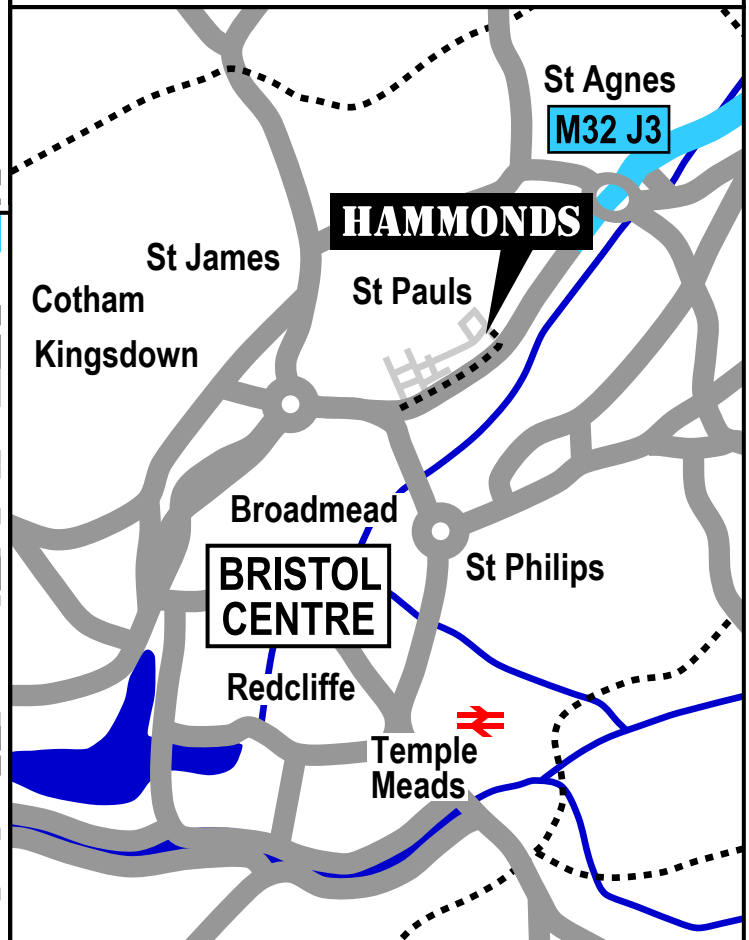 St Agnes
M32 J3
HAMMONDS
St James
St Pauls
Cotham
Kingsdown
Broadmead
BRISTOL
CENTRE
St Philips
Redcliffe
Temple
Meads